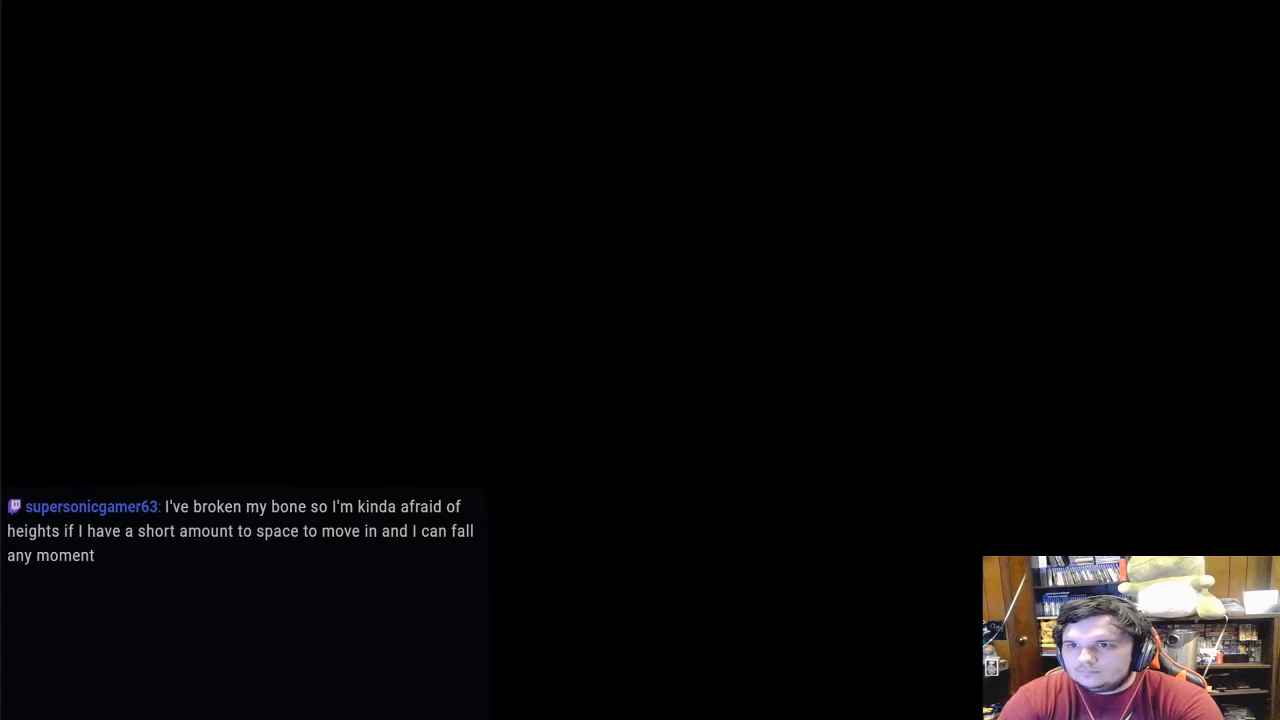 supersonicgamer63: I've broken my bone so I'm kinda afraid of
heights if I have a short amount to space to move in and I can fall
any moment